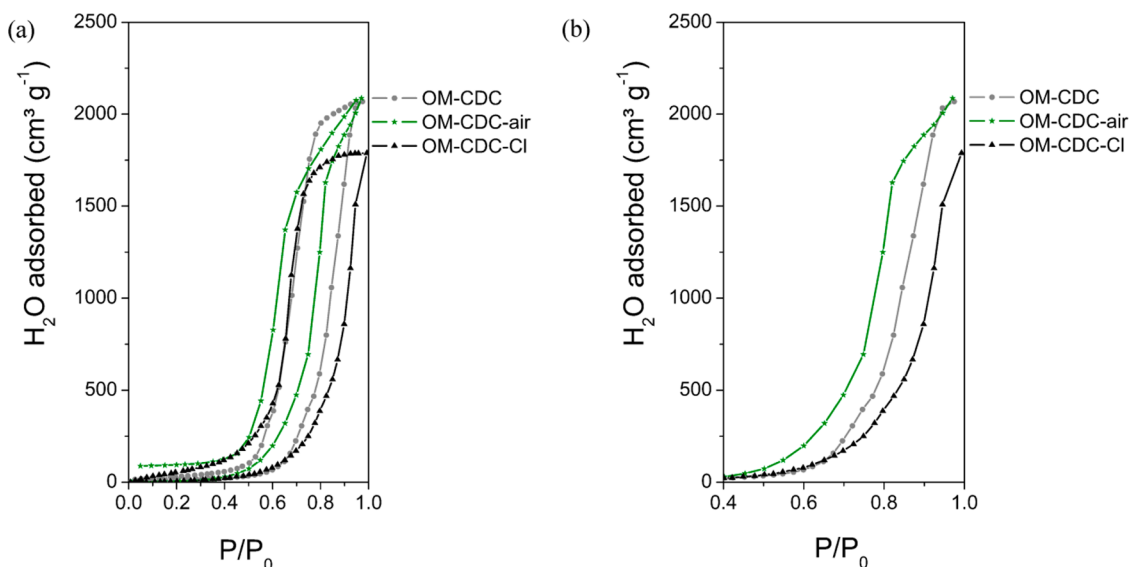 (a)
H₂O adsorbed (cm³ g⁻¹)
2500
2000
1500
1000
500
0
0.0 0.2 0.4 0.6 0.8 1.0
P/P₀
OM-CDC
OM-CDC-air
OM-CDC-Cl
(b)
H₂O adsorbed (cm³ g⁻¹)
2500
2000
1500
1000
500
0
0.4 0.6 0.8 1.0
P/P₀
OM-CDC
OM-CDC-air
OM-CDC-Cl